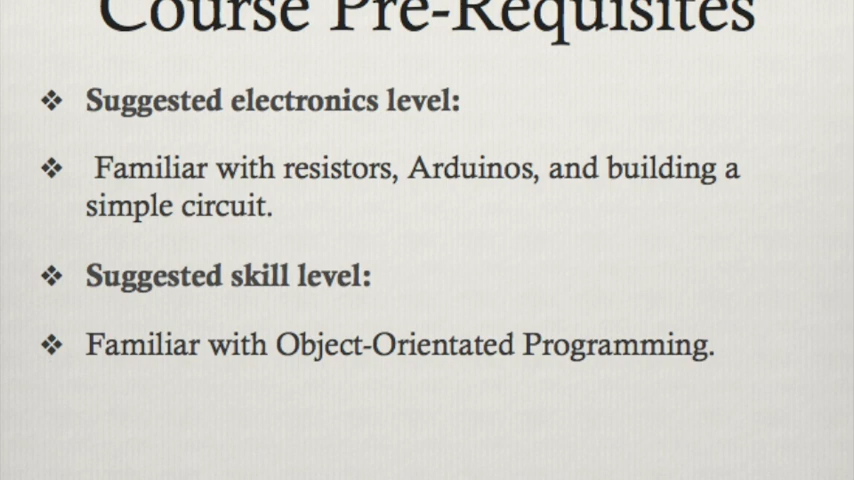 Course Pre-Requisites
❖ Suggested electronics level:
❖ Familiar with resistors, Arduinos, and building a
simple circuit.
❖ Suggested skill level:
❖ Familiar with Object-Orientated Programming.